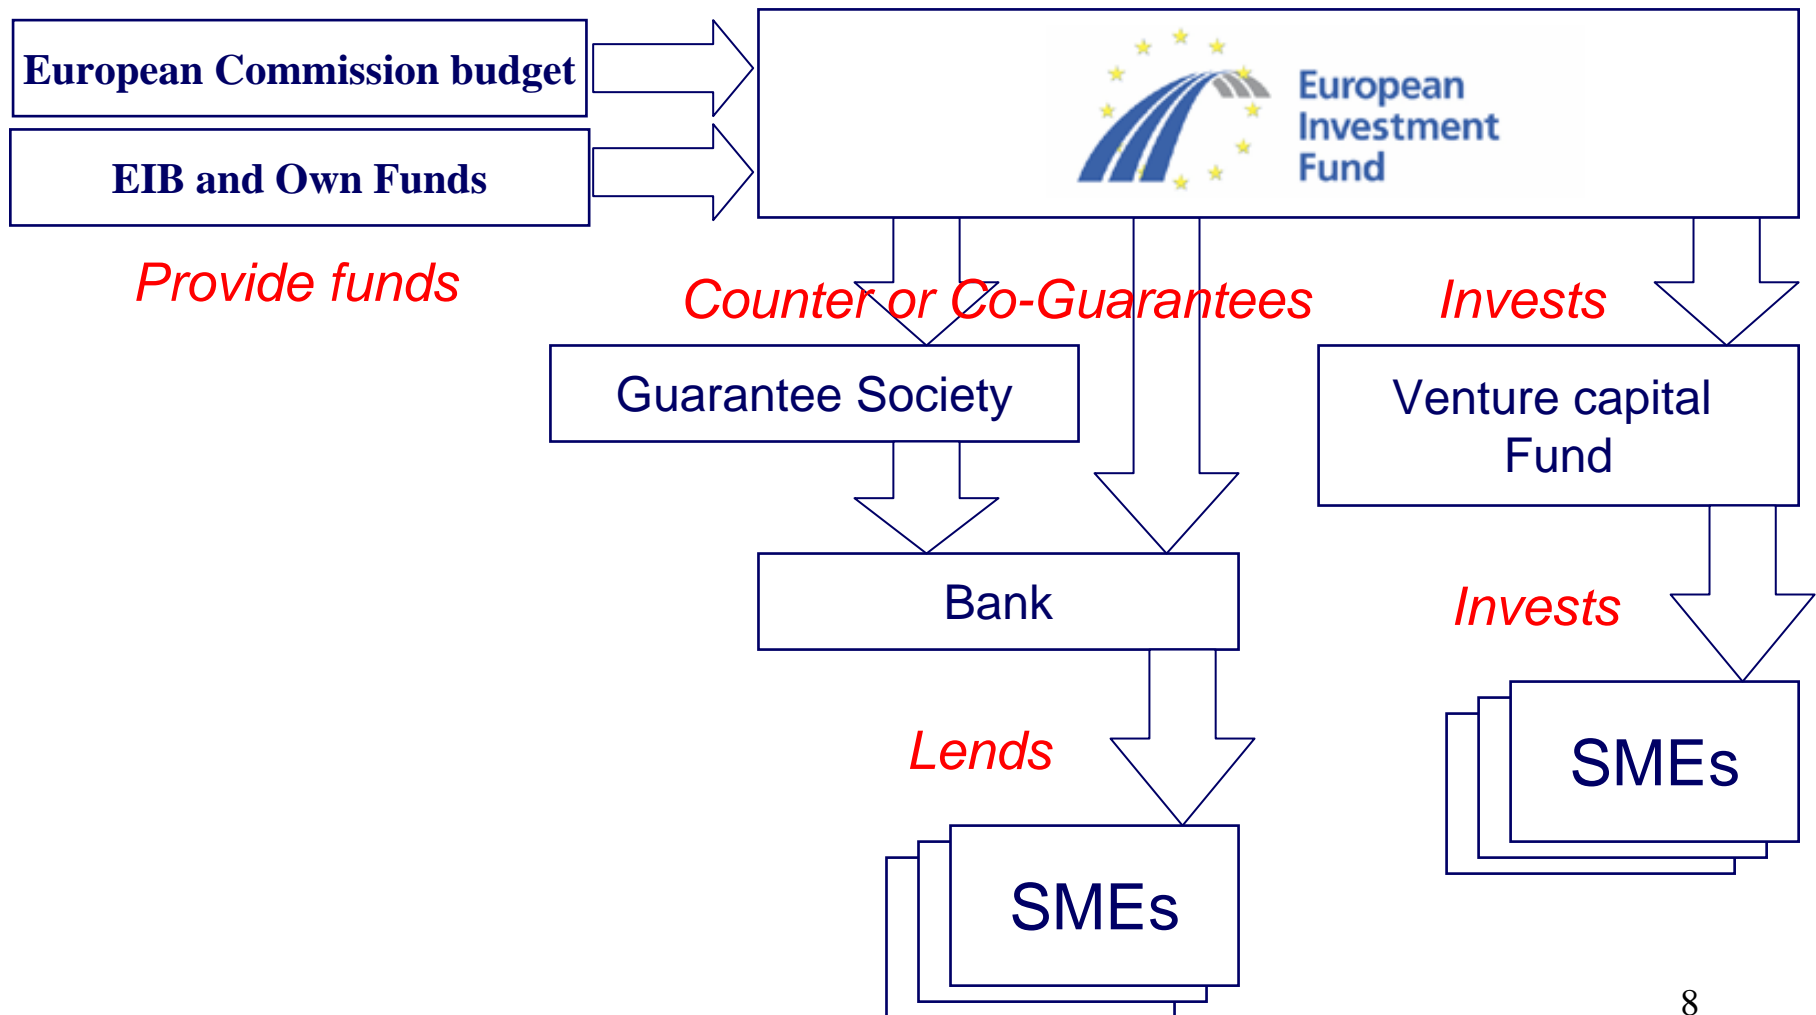 European Commission budget
European
Investment
Fund
EIB and Own Funds
Provide funds
Counter or Co-Guarantees
Invests
Guarantee Society
Venture capital
Fund
Bank
Invests
Lends
SMEs
SMEs
8